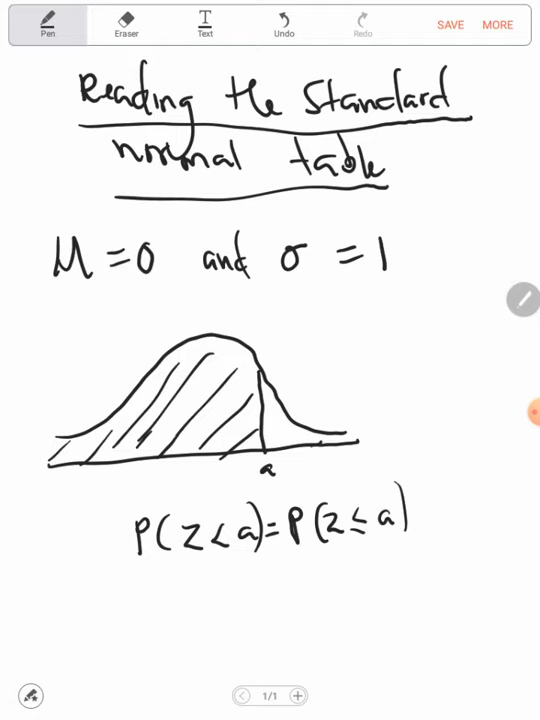 Pen Eraser Text Undo Redo SAVE MORE
Reading the Standard
normal table
M = 0 and σ = 1
a
P(Z < a) = P(Z ≤ a)
1/1